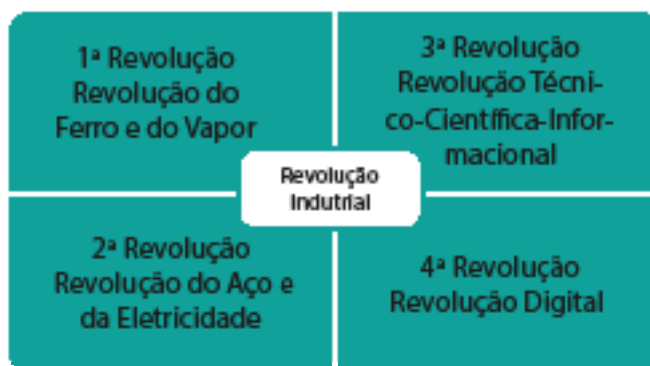 1ª Revolução
Revolução do
Ferro e do Vapor
3ª Revolução
Revolução Técni-
co-Científica-Infor-
macional
Revolução
Indutrial
2ª Revolução
Revolução do Aço e
da Eletricidade
4ª Revolução
Revolução Digital